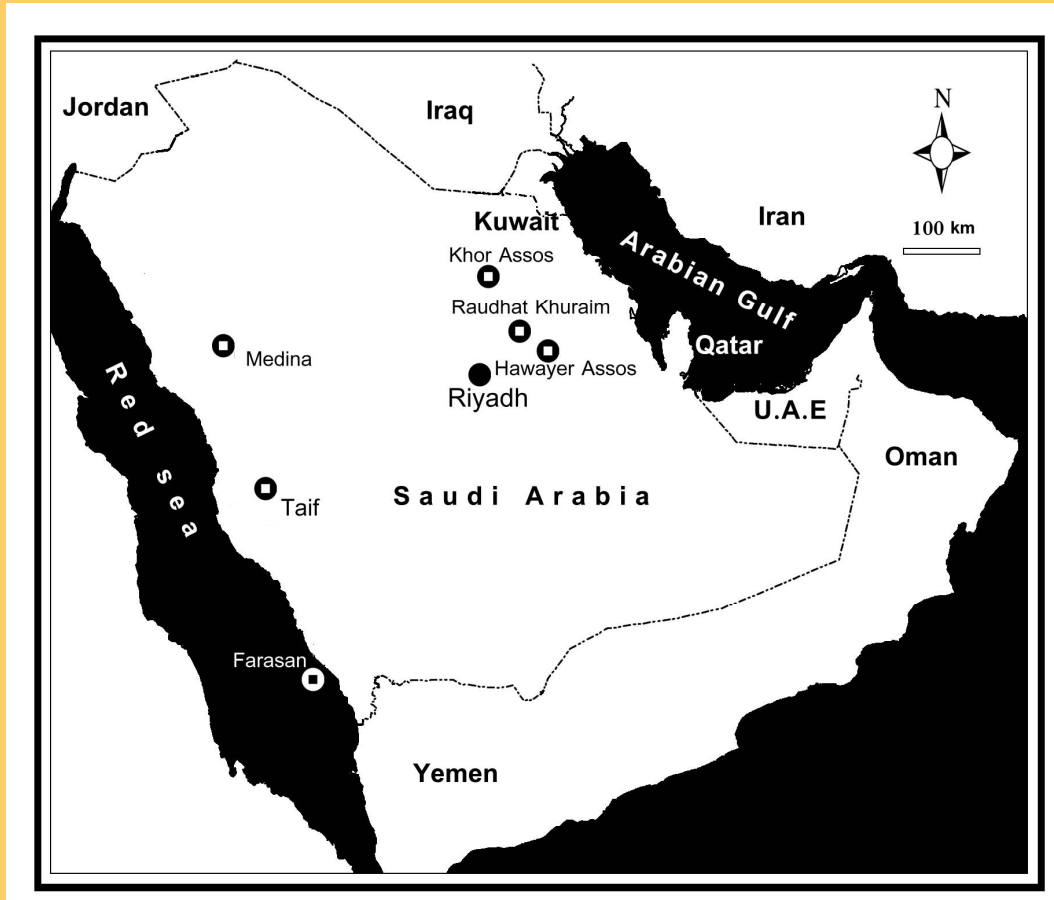 Jordan
Iraq
N
Kuwait
Iran
100 km
Khor Assos
Arabian Gulf
Raudhat Khuraim
Qatar
Medina
Hawayer Assos
Riyadh
Red sea
U.A.E
Oman
Saudi Arabia
Taif
Farasan
Yemen